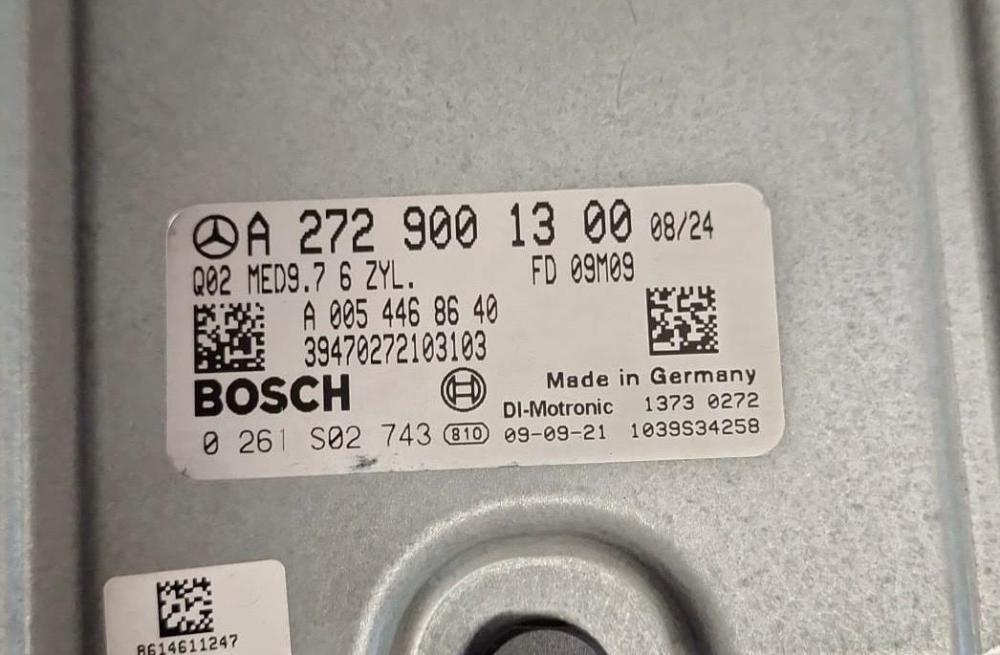 A 272 900 13 00 08/24
Q02 MED9.7 6 ZYL. FD 09M09
A 005 446 86 40
39470272103103
BOSCH Made in Germany
DI-Motronic 1373 0272
0 261 S02 743 810 09-09-21 1039S34258
8614611247